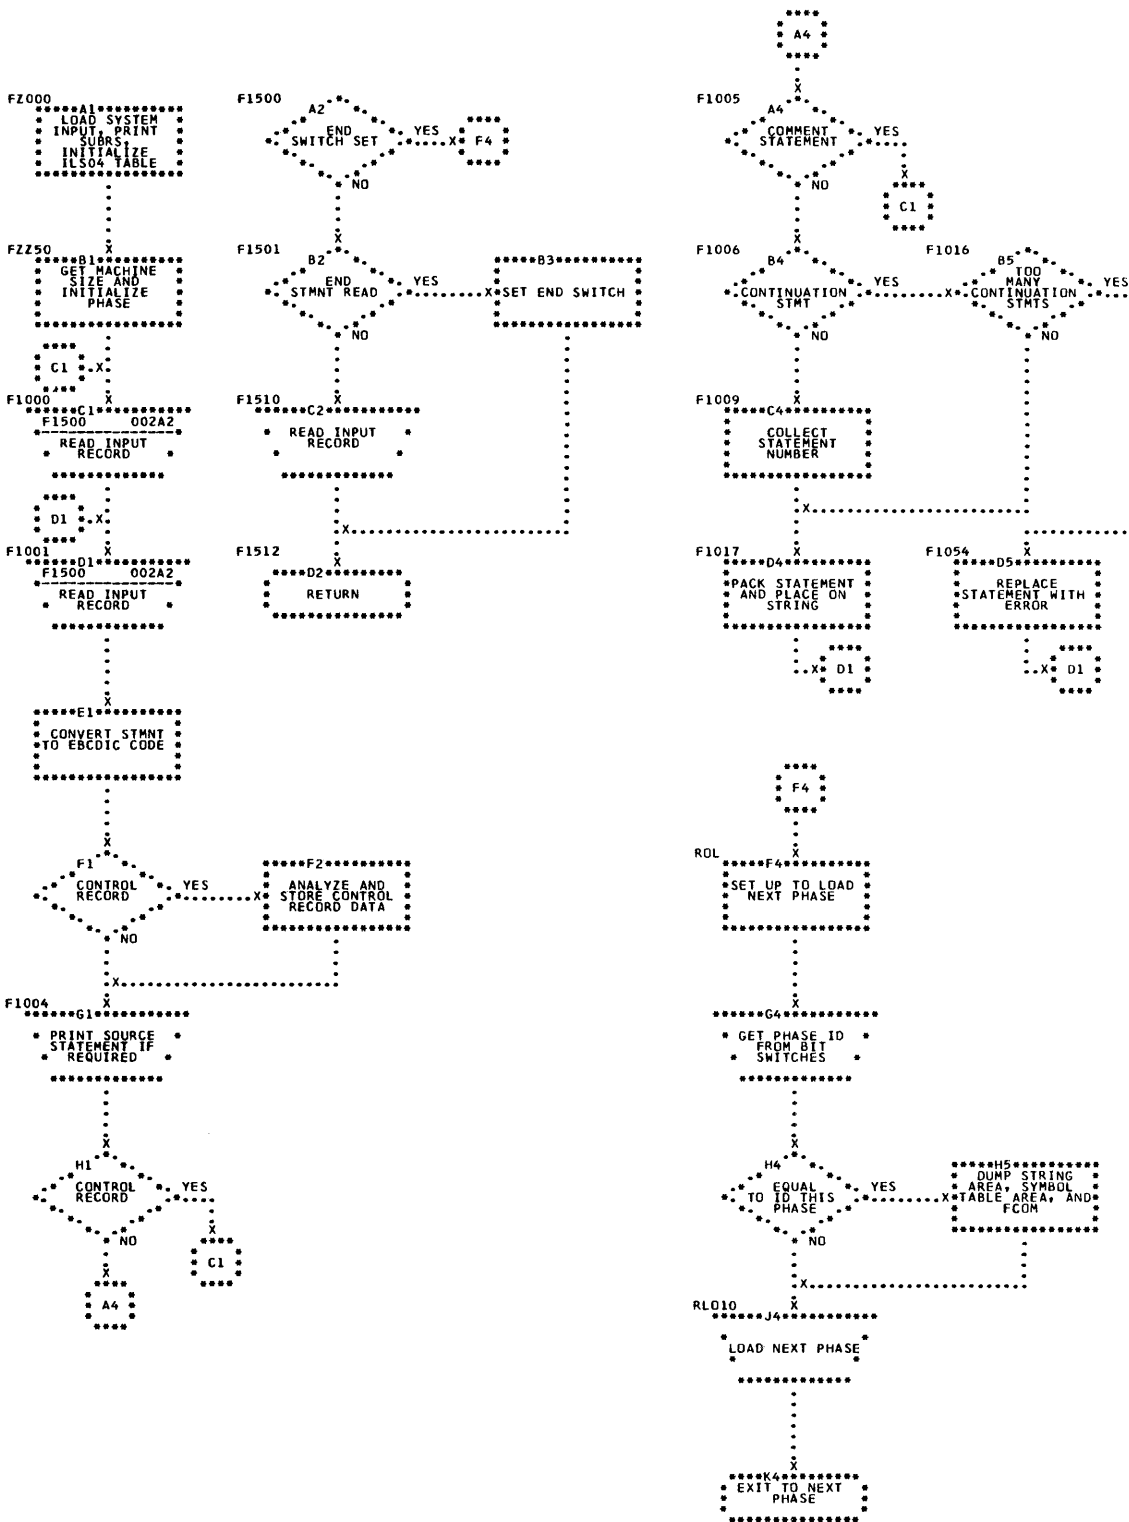 FZ000
A1
LOAD SYSTEM
INPUT, PRINT
SUBRS,
INITIALIZE
ILS04 TABLE
FZZ50
B1
GET MACHINE
SIZE AND
INITIALIZE
PHASE
C1
F1000
C1
F1500 002A2
READ INPUT
RECORD
D1
F1001
D1
F1500 002A2
READ INPUT
RECORD
E1
CONVERT STMNT
TO EBCDIC CODE
F1
CONTROL
RECORD
YES
NO
F2
ANALYZE AND
STORE CONTROL
RECORD DATA
F1004
G1
PRINT SOURCE
STATEMENT IF
REQUIRED
H1
CONTROL
RECORD
YES
NO
C1
A4
F1500
A2
END
SWITCH SET
YES
F4
NO
F1501
B2
END
STMNT READ
YES
NO
B3
SET END SWITCH
F1510
C2
READ INPUT
RECORD
F1512
D2
RETURN
A4
F1005
A4
COMMENT
STATEMENT
YES
NO
C1
F1006
B4
CONTINUATION
STMT
YES
NO
F1016
B5
TOO
MANY
CONTINUATION
STMTS
YES
NO
F1009
C4
COLLECT
STATEMENT
NUMBER
F1017
D4
PACK STATEMENT
AND PLACE ON
STRING
D1
F1054
D5
REPLACE
STATEMENT WITH
ERROR
D1
F4
ROL
F4
SET UP TO LOAD
NEXT PHASE
G4
GET PHASE ID
FROM BIT
SWITCHES
H4
EQUAL
TO ID THIS
PHASE
YES
NO
H5
DUMP STRING
AREA, SYMBOL
TABLE AREA, AND
FCOM
RL010
J4
LOAD NEXT PHASE
K4
EXIT TO NEXT
PHASE